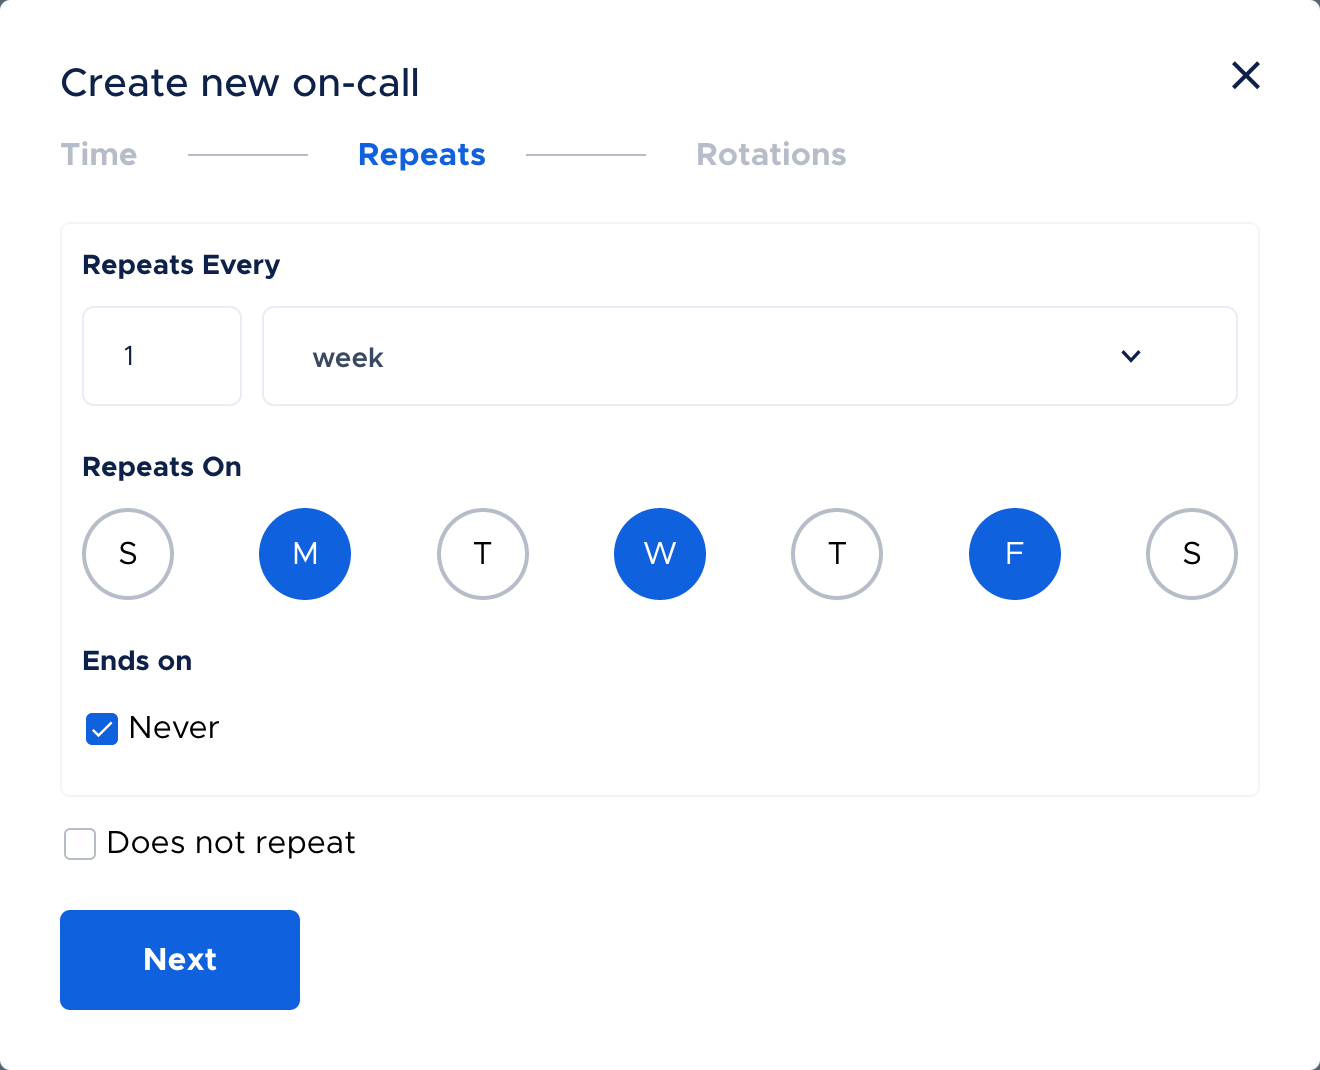 Create new on-call
Time Repeats Rotations
Repeats Every
1 week
Repeats On
S M T W T F S
Ends on
Never
Does not repeat
Next